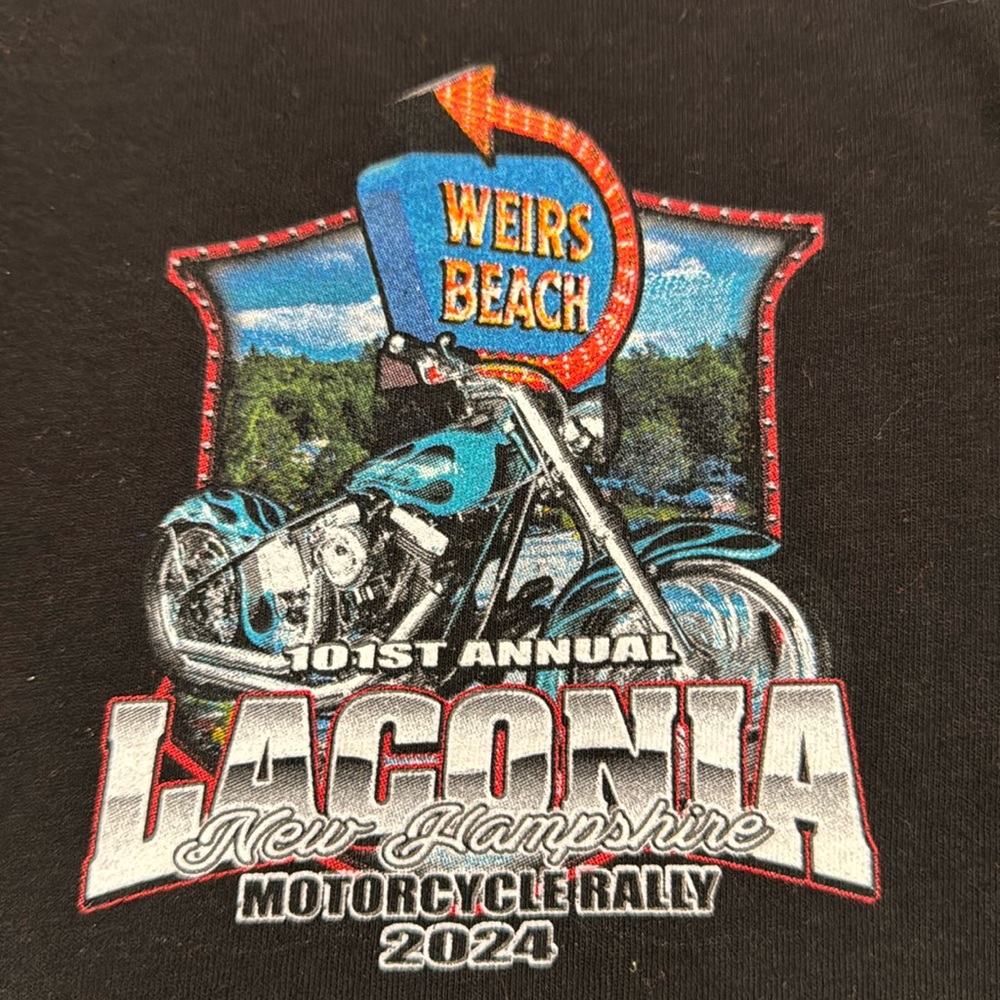 WEIRS
BEACH
101ST ANNUAL
LACONIA
New Hampshire
MOTORCYCLE RALLY
2024